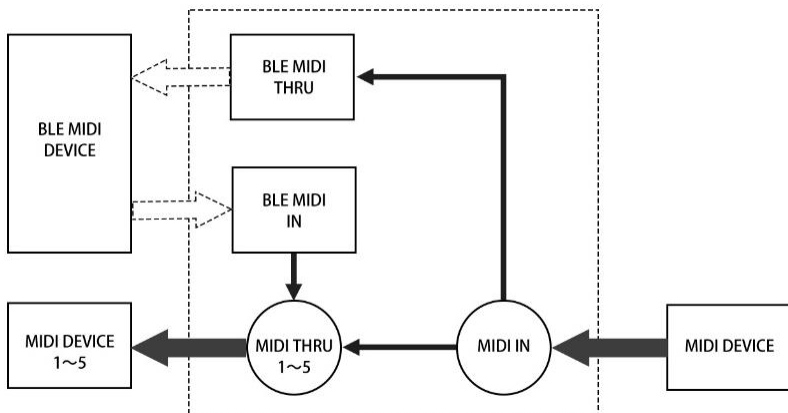 BLE MIDI
THRU
BLE MIDI
DEVICE
BLE MIDI
IN
MIDI DEVICE
1〜5
MIDI THRU
1〜5
MIDI IN
MIDI DEVICE